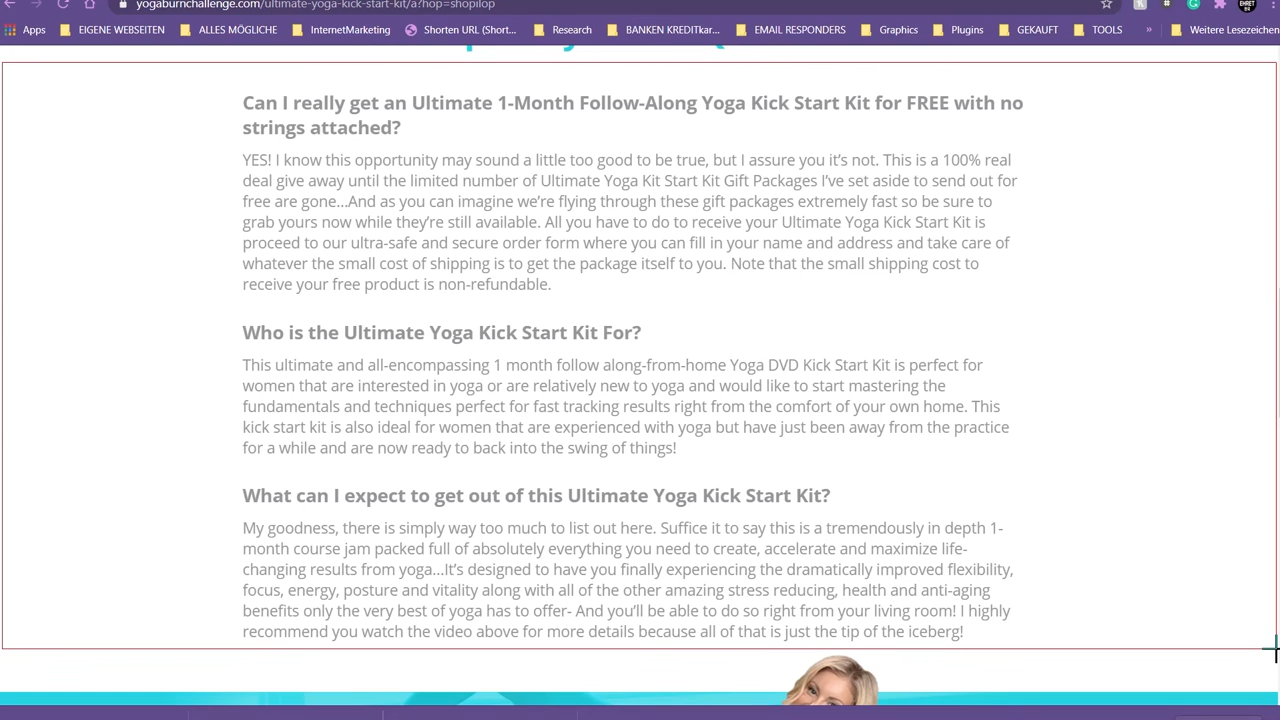 yogaburnchallenge.com/ultimate-yoga-kick-start-kit/a?hop=shopilop
Apps EIGENE WEBSEITEN ALLES MÖGLICHE InternetMarketing Shorten URL (Short... Research BANKEN KREDITkar... EMAIL RESPONDERS Graphics Plugins GEKAUFT TOOLS » Weitere Lesezeichen
Can I really get an Ultimate 1-Month Follow-Along Yoga Kick Start Kit for FREE with no
strings attached?
YES! I know this opportunity may sound a little too good to be true, but I assure you it’s not. This is a 100% real
deal give away until the limited number of Ultimate Yoga Kit Start Kit Gift Packages I’ve set aside to send out for
free are gone...And as you can imagine we’re flying through these gift packages extremely fast so be sure to
grab yours now while they’re still available. All you have to do to receive your Ultimate Yoga Kick Start Kit is
proceed to our ultra-safe and secure order form where you can fill in your name and address and take care of
whatever the small cost of shipping is to get the package itself to you. Note that the small shipping cost to
receive your free product is non-refundable.
Who is the Ultimate Yoga Kick Start Kit For?
This ultimate and all-encompassing 1 month follow along-from-home Yoga DVD Kick Start Kit is perfect for
women that are interested in yoga or are relatively new to yoga and would like to start mastering the
fundamentals and techniques perfect for fast tracking results right from the comfort of your own home. This
kick start kit is also ideal for women that are experienced with yoga but have just been away from the practice
for a while and are now ready to back into the swing of things!
What can I expect to get out of this Ultimate Yoga Kick Start Kit?
My goodness, there is simply way too much to list out here. Suffice it to say this is a tremendously in depth 1-
month course jam packed full of absolutely everything you need to create, accelerate and maximize life-
changing results from yoga...It’s designed to have you finally experiencing the dramatically improved flexibility,
focus, energy, posture and vitality along with all of the other amazing stress reducing, health and anti-aging
benefits only the very best of yoga has to offer- And you’ll be able to do so right from your living room! I highly
recommend you watch the video above for more details because all of that is just the tip of the iceberg!